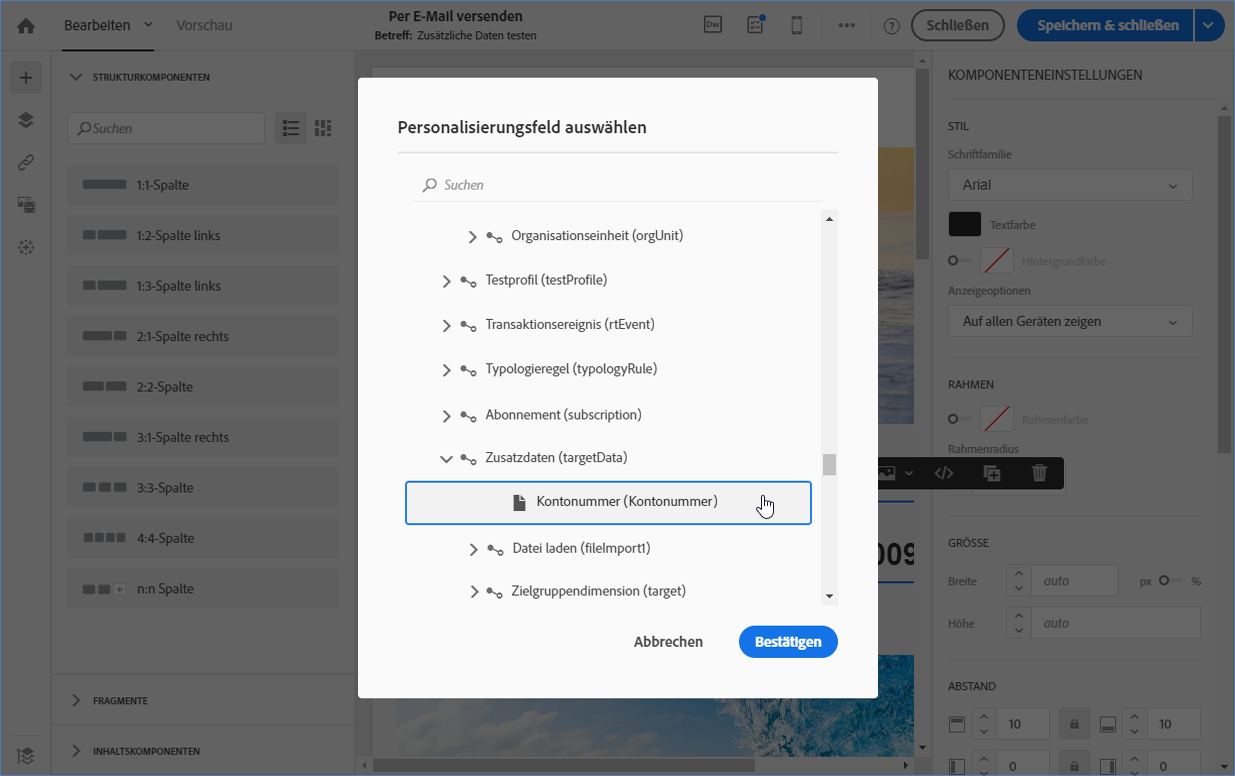 Bearbeiten
Vorschau
Per E-Mail versenden
Betreff: Zusätzliche Daten testen
Dw
Schließen
Speichern & schließen
STRUKTURKOMPONENTEN
Suchen
1:1-Spalte
1:2-Spalte links
1:3-Spalte links
2:1-Spalte rechts
2:2-Spalte
3:1-Spalte rechts
3:3-Spalte
4:4-Spalte
n:n Spalte
FRAGMENTE
INHALTSKOMPONENTEN
Personalisierungsfeld auswählen
Suchen
Organisationseinheit (orgUnit)
Testprofil (testProfile)
Transaktionsereignis (rtEvent)
Typologieregel (typologyRule)
Abonnement (subscription)
Zusatzdaten (targetData)
Kontonummer (Kontonummer)
Datei laden (fileImport1)
Zielgruppendimension (target)
Abbrechen
Bestätigen
009
KOMPONENTENEINSTELLUNGEN
STIL
Schriftfamilie
Arial
Textfarbe
Hintergrundfarbe
Anzeigeoptionen
Auf allen Geräten zeigen
RAHMEN
Rahmenfarbe
Rahmenradius
GRÖSSE
Breite auto px %
Höhe auto
ABSTAND
10 10
0 0